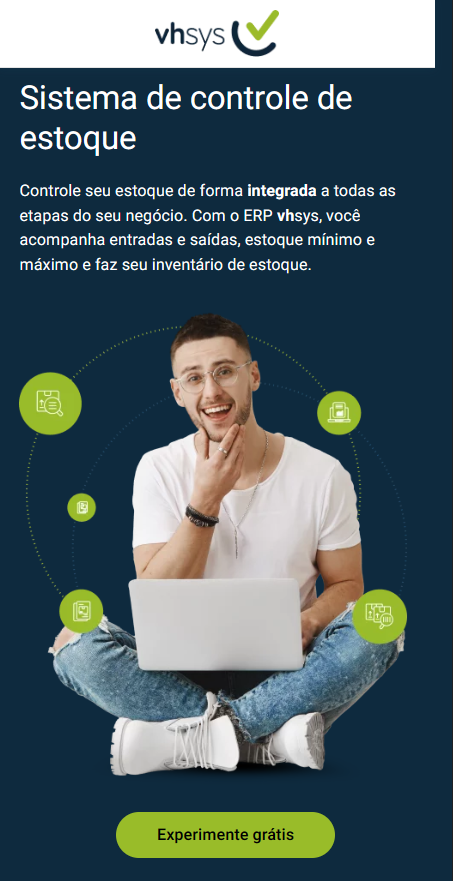 vhsys
Sistema de controle de
estoque
Controle seu estoque de forma integrada a todas as
etapas do seu negócio. Com o ERP vhsys, você
acompanha entradas e saídas, estoque mínimo e
máximo e faz seu inventário de estoque.
Experimente grátis